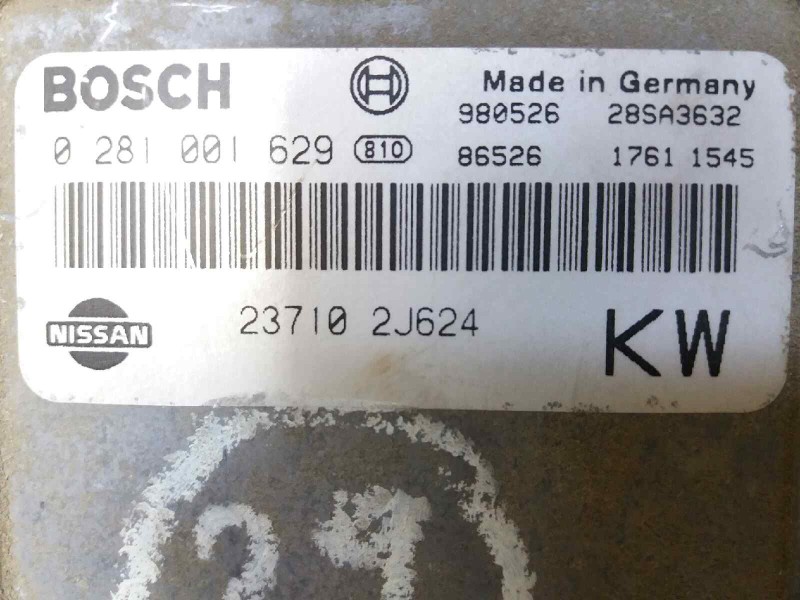 BOSCH
Made in Germany
980526 28SA3632
0 281 001 629 810
86526 1761 1545
NISSAN
23710 2J624
KW